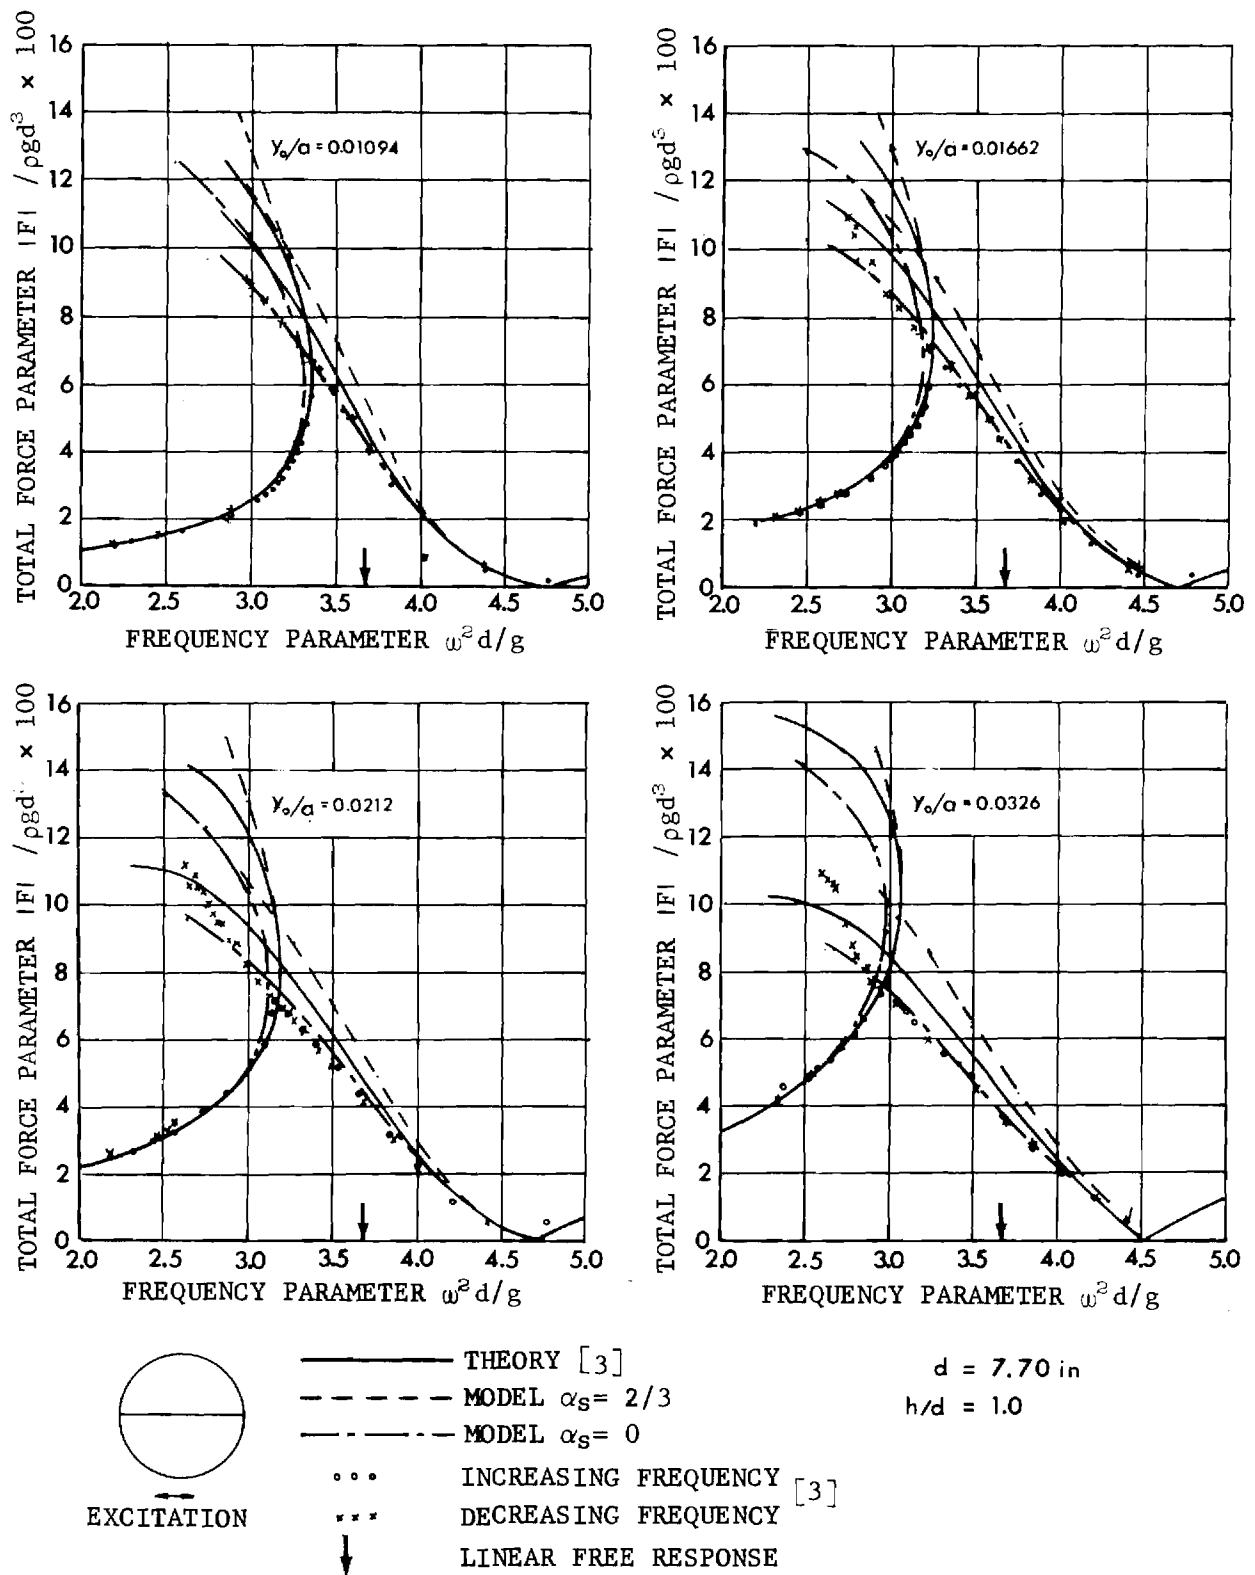 TOTAL FORCE PARAMETER |F| /ρgd³ × 100
16
14
12
10
8
6
4
2
0
y₀/a = 0.01094
2.0 2.5 3.0 3.5 4.0 4.5 5.0
FREQUENCY PARAMETER ω²d/g
TOTAL FORCE PARAMETER |F| /ρgd³ × 100
16
14
12
10
8
6
4
2
0
y₀/a = 0.01662
2.0 2.5 3.0 3.5 4.0 4.5 5.0
FREQUENCY PARAMETER ω²d/g
TOTAL FORCE PARAMETER |F| /ρgd × 100
16
14
12
10
8
6
4
2
0
y₀/a = 0.0212
2.0 2.5 3.0 3.5 4.0 4.5 5.0
FREQUENCY PARAMETER ω²d/g
TOTAL FORCE PARAMETER |F| /ρgd³ × 100
16
14
12
10
8
6
4
2
0
y₀/a = 0.0326
2.0 2.5 3.0 3.5 4.0 4.5 5.0
FREQUENCY PARAMETER ω²d/g
EXCITATION
THEORY [3]
MODEL αs= 2/3
MODEL αs= 0
INCREASING FREQUENCY [3]
DECREASING FREQUENCY
LINEAR FREE RESPONSE
d = 7.70 in
h/d = 1.0